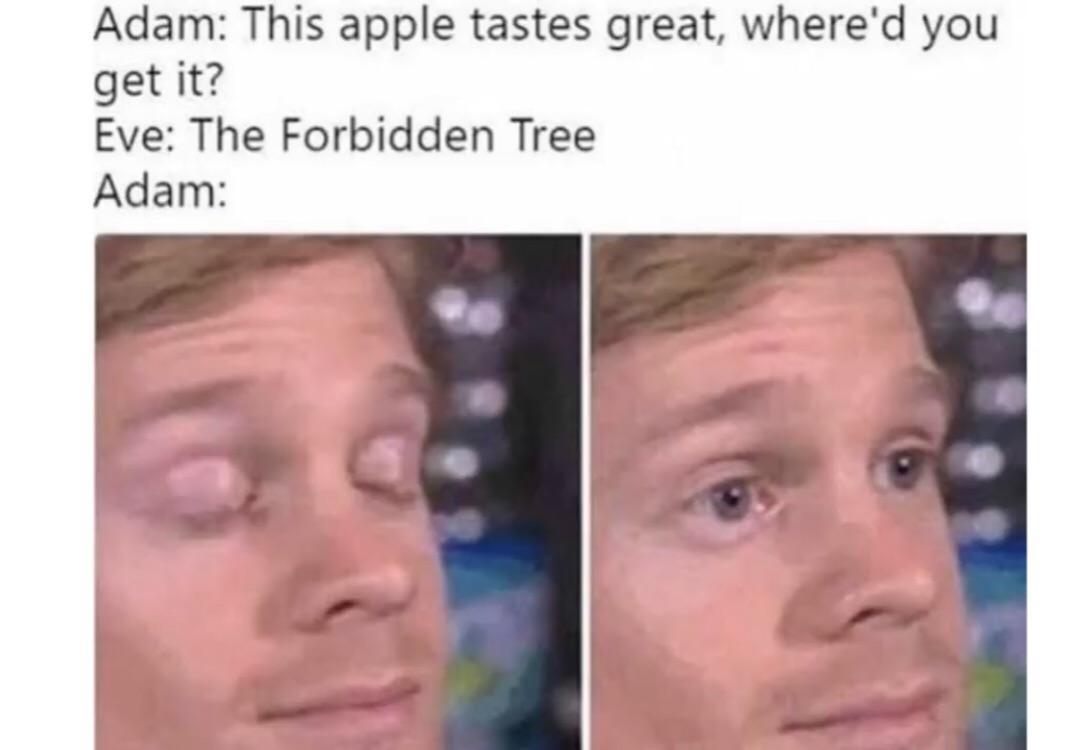 Adam: This apple tastes great, where'd you
get it?
Eve: The Forbidden Tree
Adam: